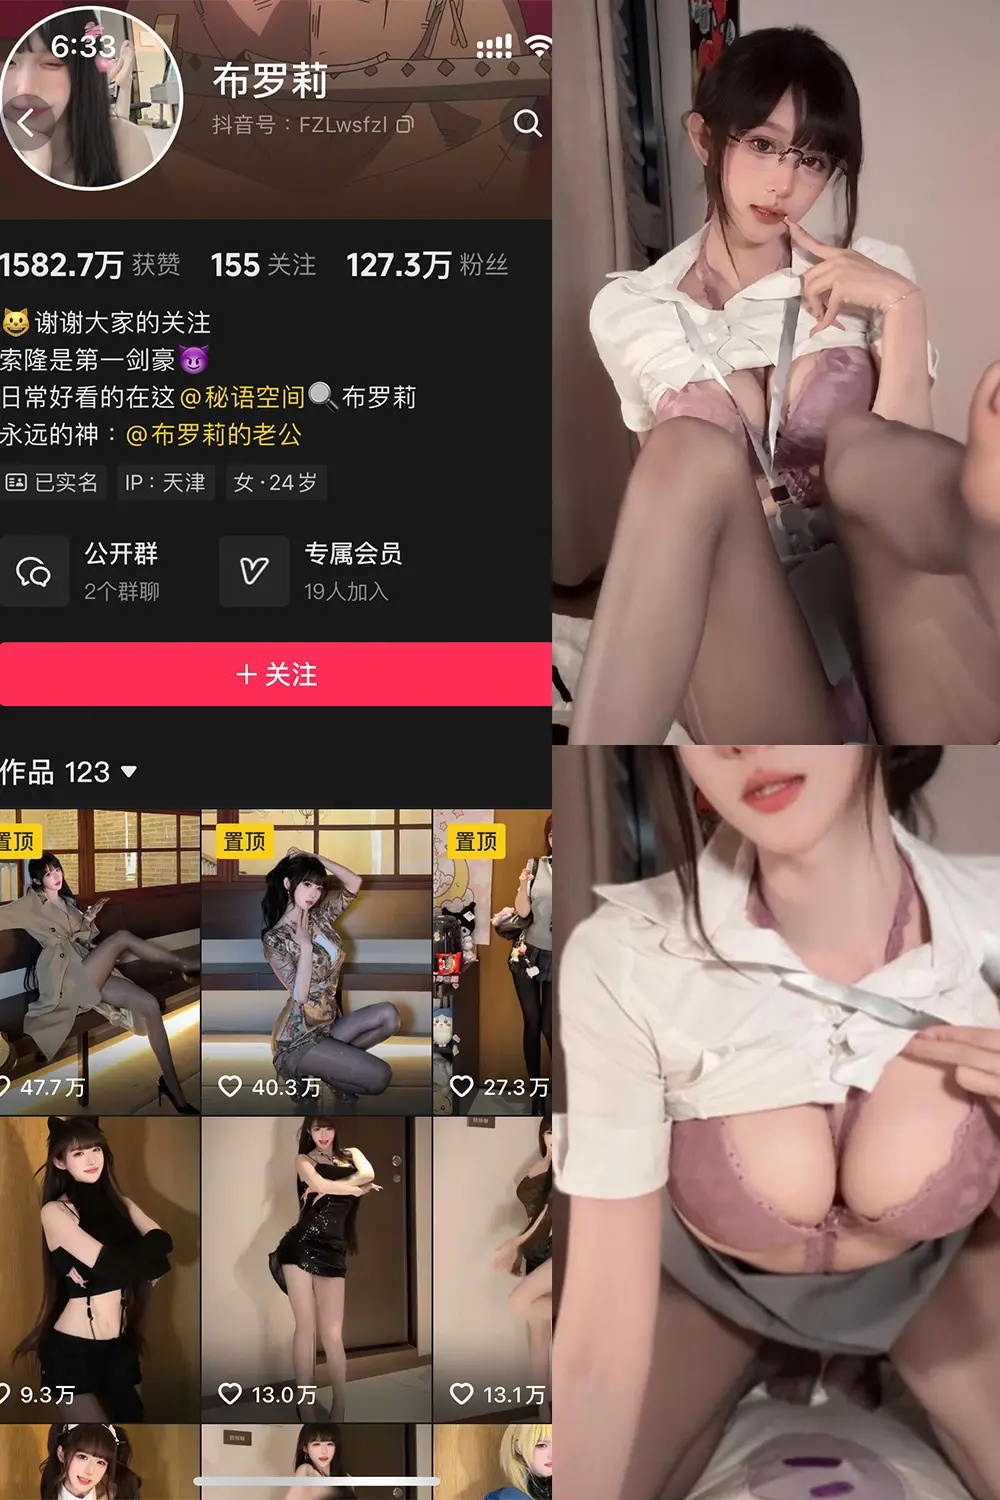 6:33
布罗莉
抖音号：FZLwsfzl
1582.7万 获赞 155 关注 127.3万 粉丝
谢谢大家的关注
索隆是第一剑豪
日常好看的在这@秘语空间🔍布罗莉
永远的神：@布罗莉的老公
已实名 IP：天津 女·24岁
公开群 专属会员
2个群聊 19人加入
＋关注
作品 123
置顶 置顶 置顶
47.7万 40.3万 27.3万
9.3万 13.0万 13.1万